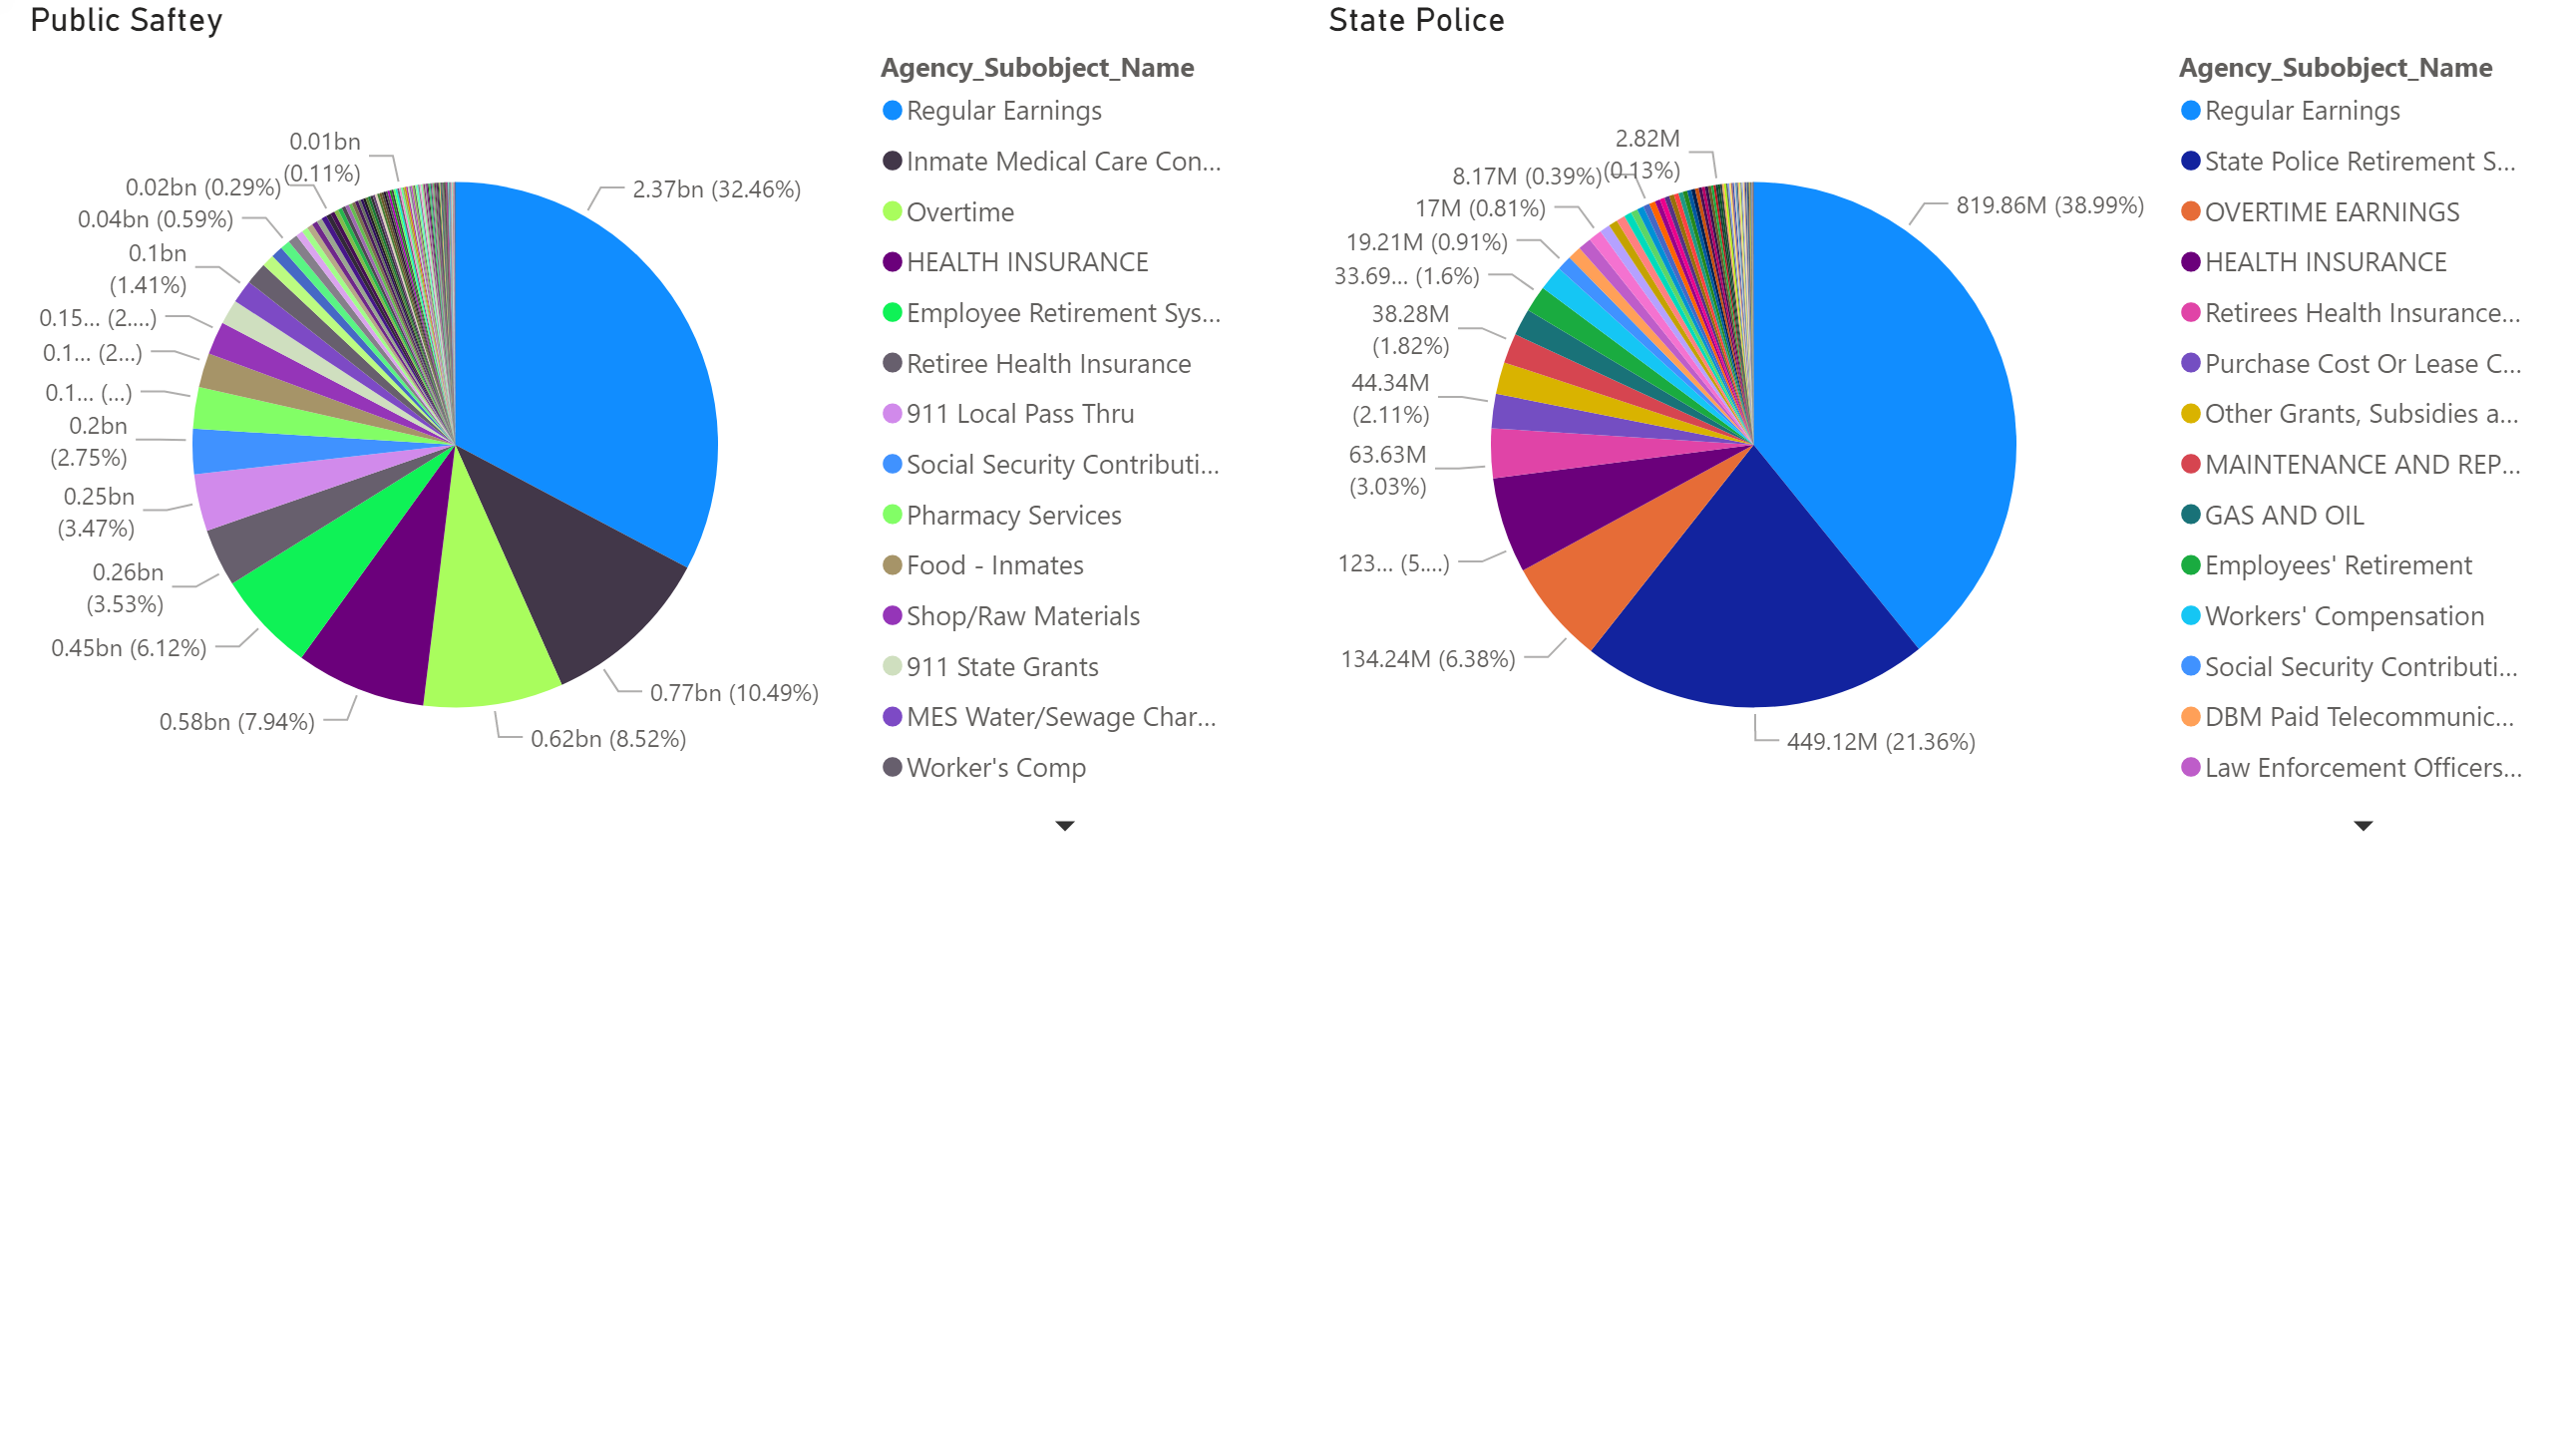 Public Saftey
0.01bn
(0.11%)
0.02bn (0.29%)
0.04bn (0.59%)
0.1bn
(1.41%)
0.15... (2....)
0.1... (2...)
0.1... (...)
0.2bn
(2.75%)
0.25bn
(3.47%)
0.26bn
(3.53%)
0.45bn (6.12%)
0.58bn (7.94%)
0.62bn (8.52%)
0.77bn (10.49%)
2.37bn (32.46%)
Agency_Subobject_Name
Regular Earnings
Inmate Medical Care Con...
Overtime
HEALTH INSURANCE
Employee Retirement Sys...
Retiree Health Insurance
911 Local Pass Thru
Social Security Contributi...
Pharmacy Services
Food - Inmates
Shop/Raw Materials
911 State Grants
MES Water/Sewage Char...
Worker's Comp
State Police
2.82M
(0.13%)
8.17M (0.39%)
17M (0.81%)
19.21M (0.91%)
33.69... (1.6%)
38.28M
(1.82%)
44.34M
(2.11%)
63.63M
(3.03%)
123... (5....)
134.24M (6.38%)
449.12M (21.36%)
819.86M (38.99%)
Agency_Subobject_Name
Regular Earnings
State Police Retirement S...
OVERTIME EARNINGS
HEALTH INSURANCE
Retirees Health Insurance...
Purchase Cost Or Lease C...
Other Grants, Subsidies a...
MAINTENANCE AND REP...
GAS AND OIL
Employees' Retirement
Workers' Compensation
Social Security Contributi...
DBM Paid Telecommunic...
Law Enforcement Officers...